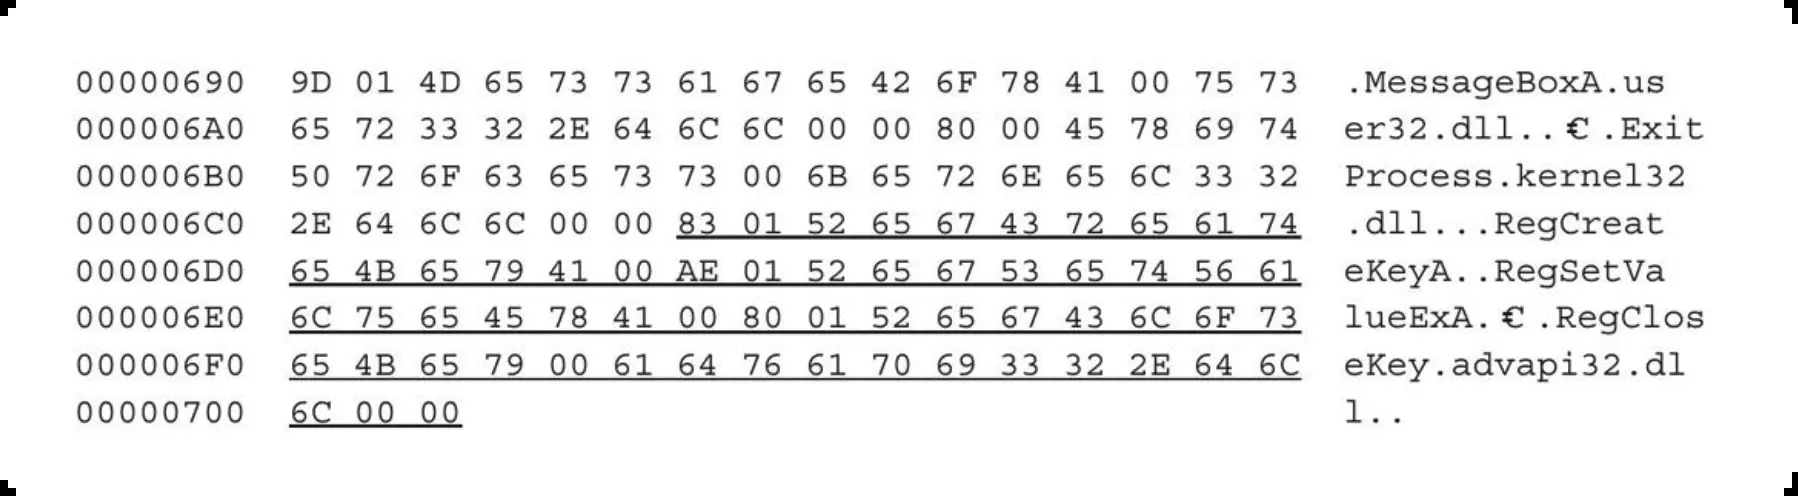 00000690 9D 01 4D 65 73 73 61 67 65 42 6F 78 41 00 75 73 .MessageBoxA.us
000006A0 65 72 33 32 2E 64 6C 6C 00 00 80 00 45 78 69 74 er32.dll..€.Exit
000006B0 50 72 6F 63 65 73 73 00 6B 65 72 6E 65 6C 33 32 Process.kernel32
000006C0 2E 64 6C 6C 00 00 83 01 52 65 67 43 72 65 61 74 .dll...RegCreat
000006D0 65 4B 65 79 41 00 AE 01 52 65 67 53 65 74 56 61 eKeyA..RegSetVa
000006E0 6C 75 65 45 78 41 00 80 01 52 65 67 43 6C 6F 73 lueExA.€.RegClos
000006F0 65 4B 65 79 00 61 64 76 61 70 69 33 32 2E 64 6C eKey.advapi32.dl
00000700 6C 00 00 l..